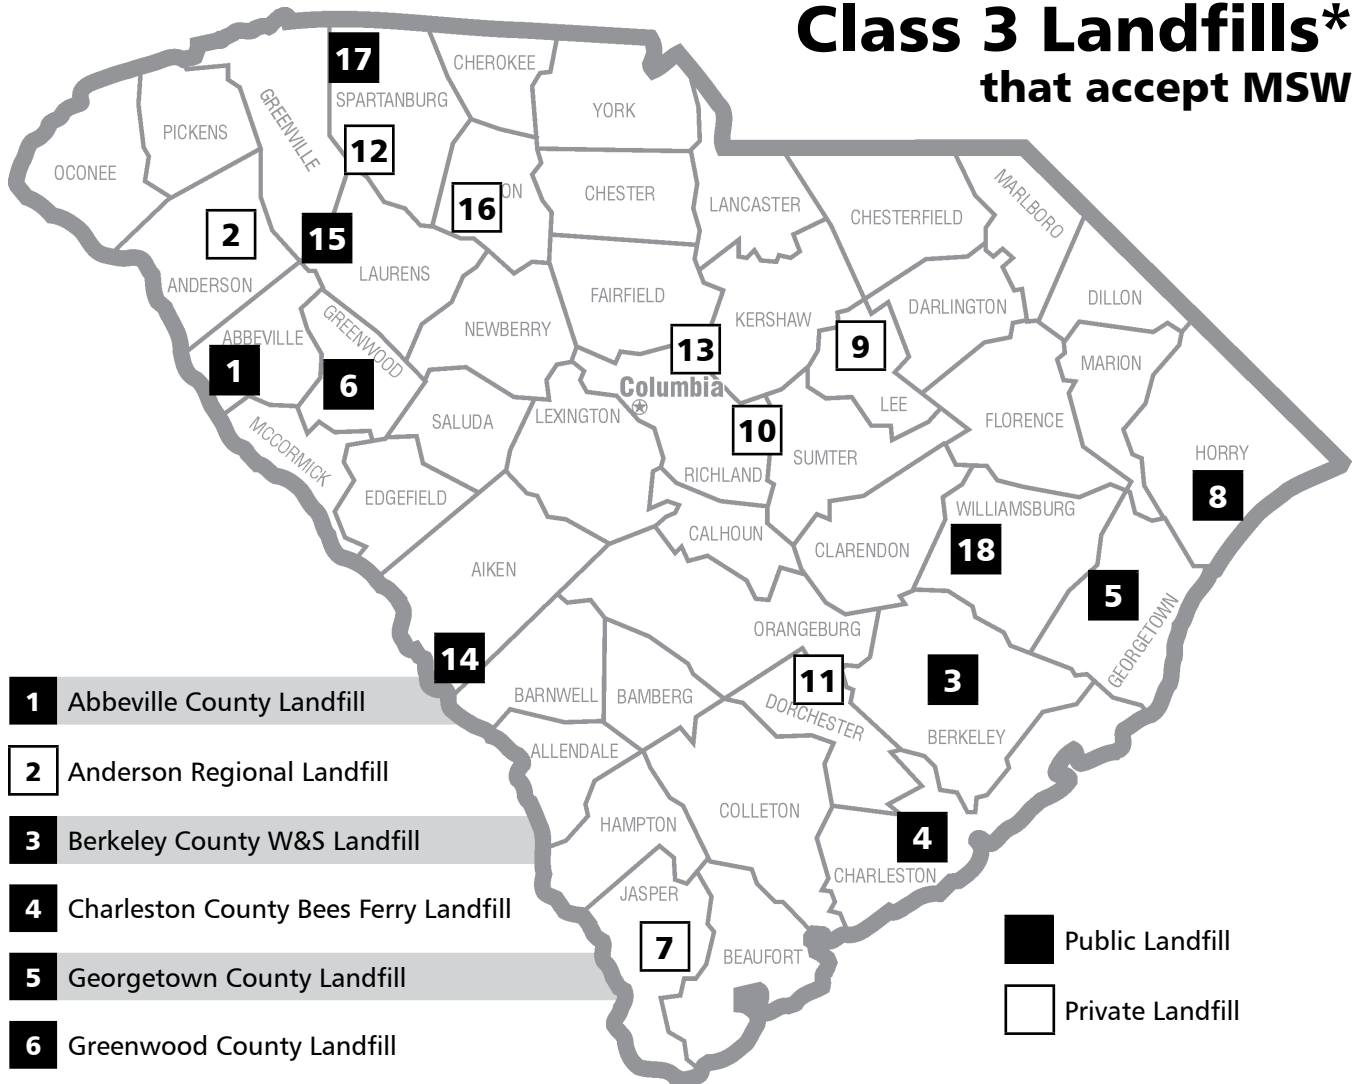 Class 3 Landfills*
that accept MSW
17
CHEROKEE
SPARTANBURG
YORK
GREENVILLE
PICKENS
12
OCONEE
MARLBORO
CHESTER
ON
16
LANCASTER
CHESTERFIELD
2
15
LAURENS
ANDERSON
FAIRFIELD
DILLON
DARLINGTON
KERSHAW
NEWBERRY
GREENWOOD
ABBEVILLE
13
9
MARION
1
6
Columbia
LEE
LEXINGTON
SALUDA
FLORENCE
10
MCCORMICK
SUMTER
HORRY
RICHLAND
8
EDGEFIELD
WILLIAMSBURG
CALHOUN
CLARENDON
18
AIKEN
5
ORANGEBURG
GEORGETOWN
14
11
3
BARNWELL
BAMBERG
DORCHESTER
BERKELEY
ALLENDALE
COLLETON
HAMPTON
4
CHARLESTON
JASPER
7
BEAUFORT
1 Abbeville County Landfill
2 Anderson Regional Landfill
3 Berkeley County W&S Landfill
4 Charleston County Bees Ferry Landfill
5 Georgetown County Landfill
6 Greenwood County Landfill
Public Landfill
Private Landfill